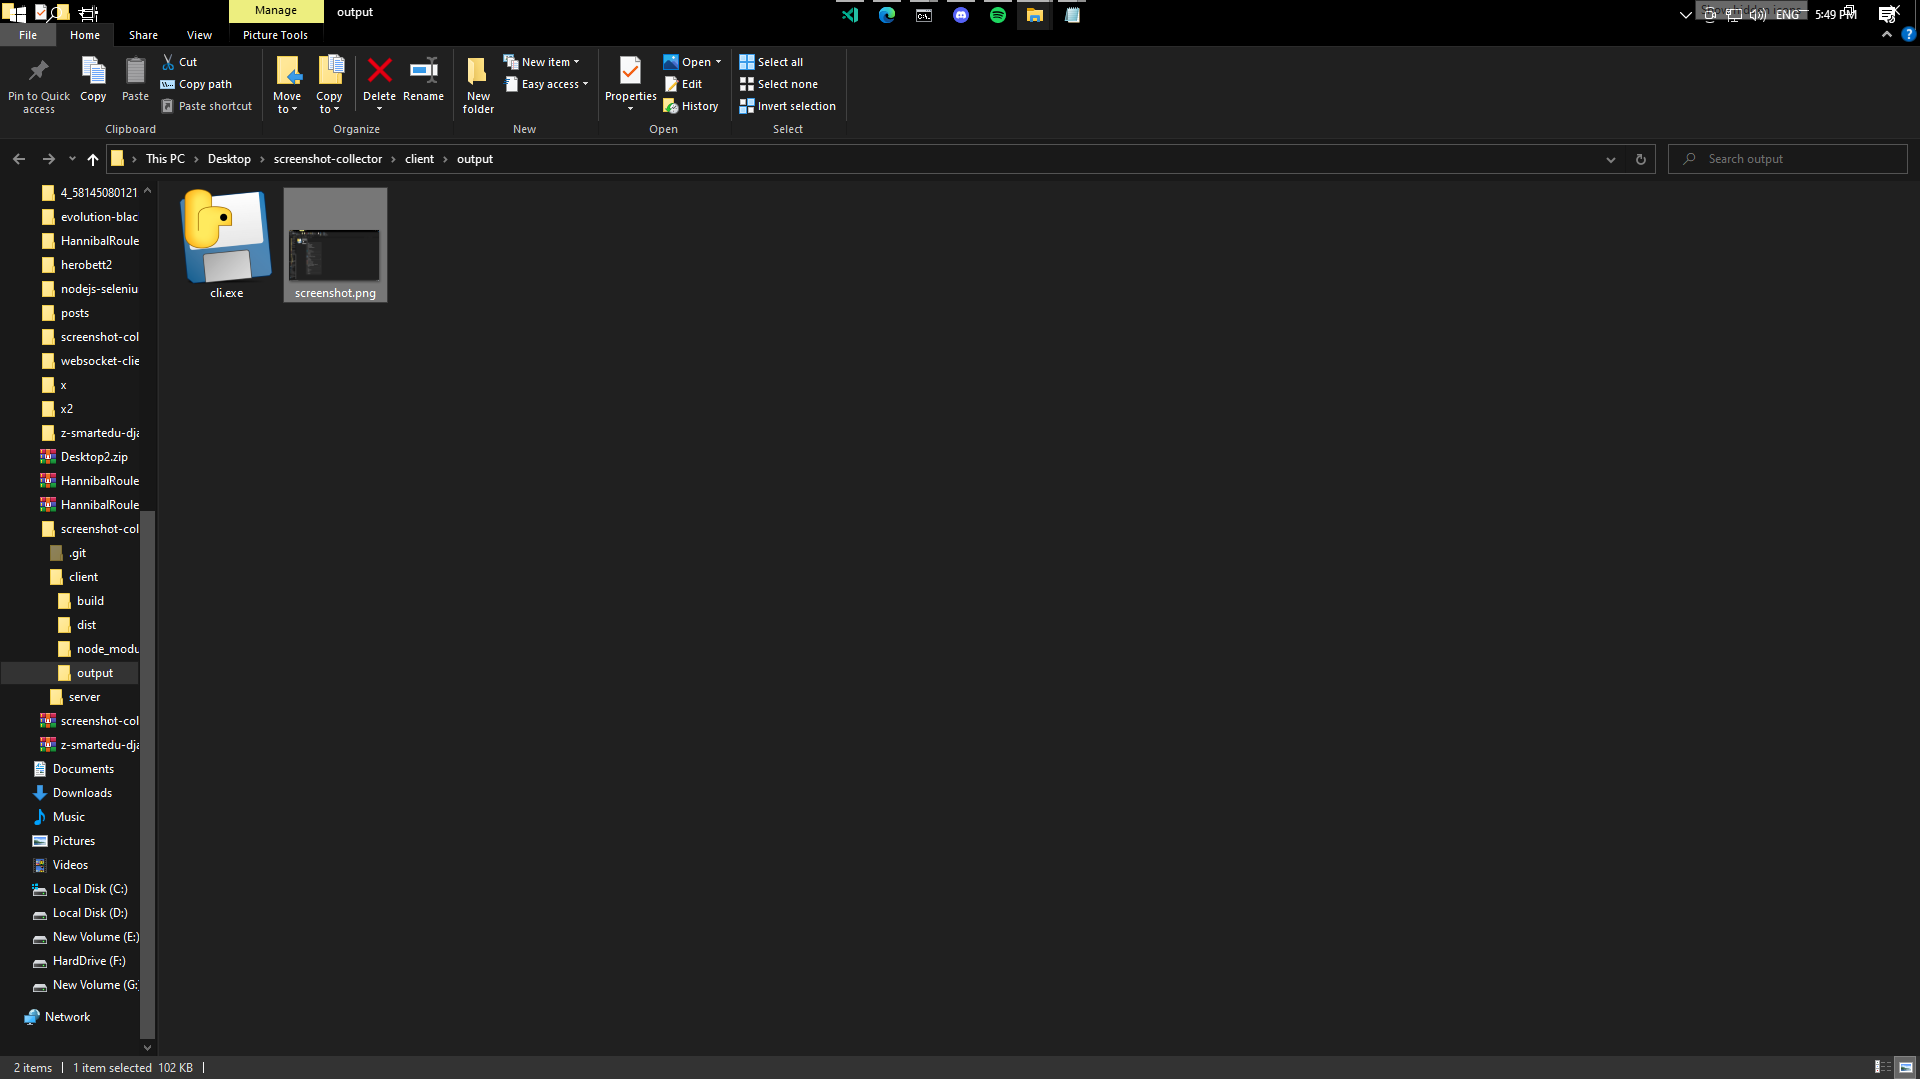 Manage
output
ENG
5:49 PM
File
Home
Share
View
Picture Tools
Pin to Quick access
Copy
Paste
Cut
Copy path
Paste shortcut
Clipboard
Move to
Copy to
Delete
Rename
Organize
New folder
New item
Easy access
New
Properties
Open
Edit
History
Open
Select all
Select none
Invert selection
Select
This PC
Desktop
screenshot-collector
client
output
Search output
4_58145080121
evolution-blac
HannibalRoule
herobett2
nodejs-seleniu
posts
screenshot-col
websocket-clie
x
x2
z-smartedu-dja
Desktop2.zip
HannibalRoule
HannibalRoule
screenshot-col
.git
client
build
dist
node_modu
output
server
screenshot-col
z-smartedu-dja
Documents
Downloads
Music
Pictures
Videos
Local Disk (C:)
Local Disk (D:)
New Volume (E:)
HardDrive (F:)
New Volume (G:
Network
cli.exe
screenshot.png
2 items
1 item selected 102 KB